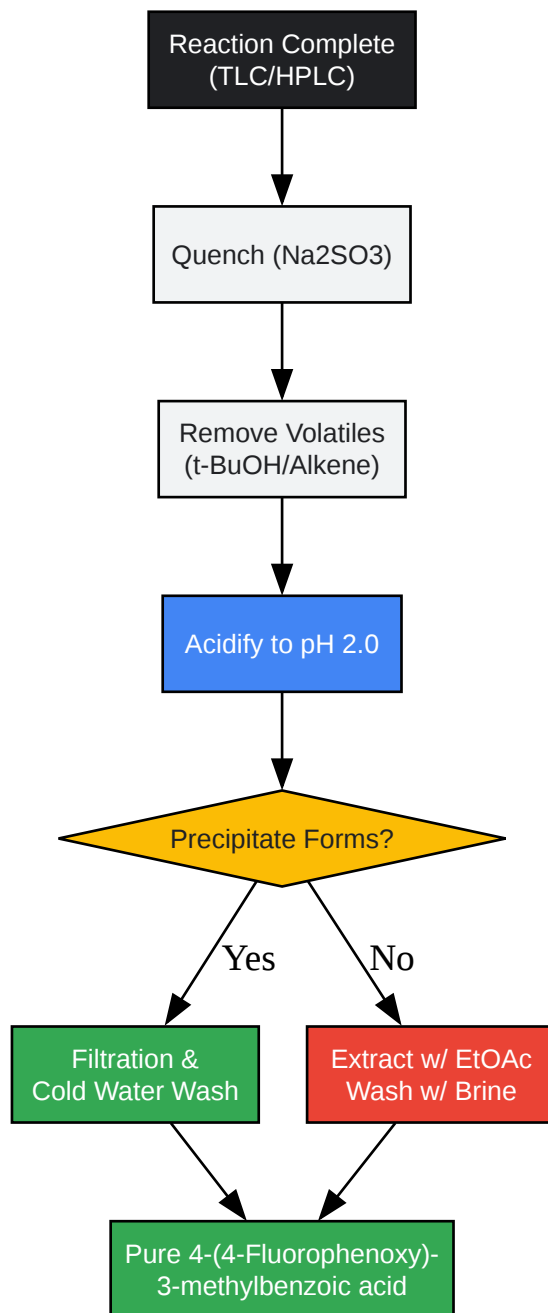 Reaction Complete
(TLC/HPLC)
Quench (Na2SO3)
Remove Volatiles
(t-BuOH/Alkene)
Acidify to pH 2.0
Precipitate Forms?
Yes
No
Filtration &
Cold Water Wash
Extract w/ EtOAc
Wash w/ Brine
Pure 4-(4-Fluorophenoxy)-
3-methylbenzoic acid